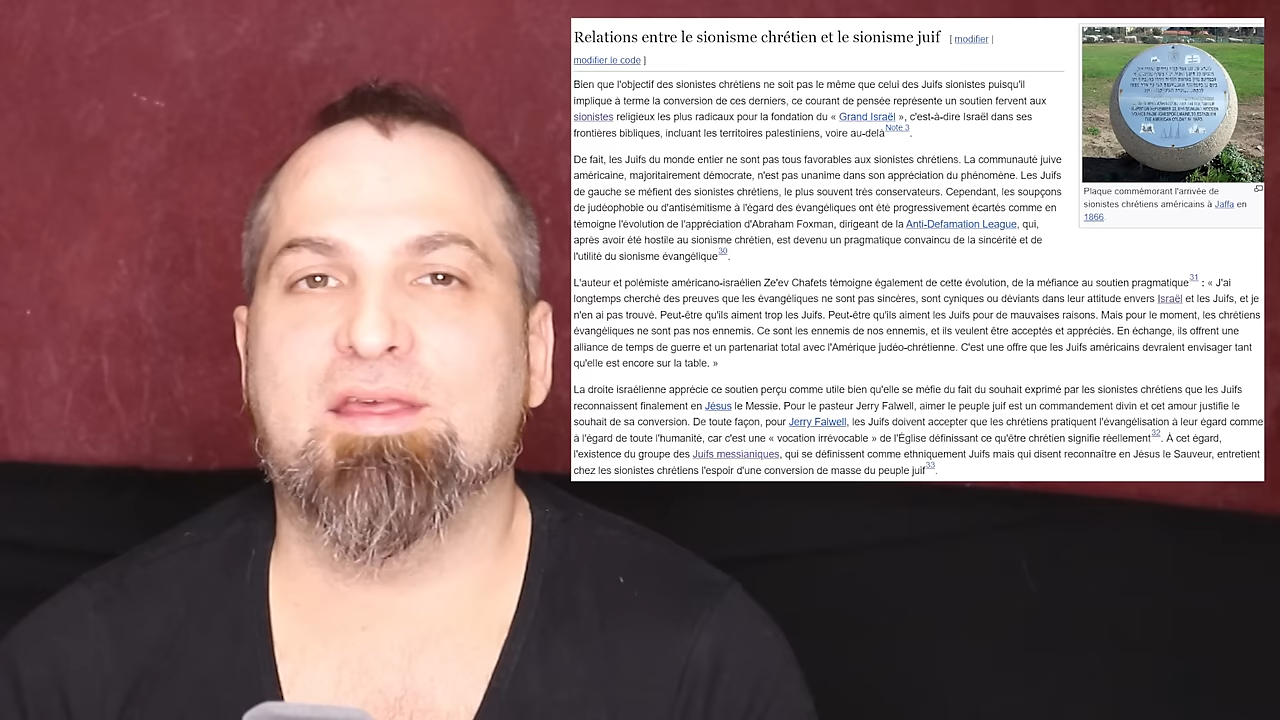 Relations entre le sionisme chrétien et le sionisme juif [ modifier |
modifier le code ]
Bien que l'objectif des sionistes chrétiens ne soit pas le même que celui des Juifs sionistes puisqu'il
implique à terme la conversion de ces derniers, ce courant de pensée représente un soutien fervent aux
sionistes religieux les plus radicaux pour la fondation du « Grand Israël », c'est-à-dire Israël dans ses
frontières bibliques, incluant les territoires palestiniens, voire au-delà Note 3.
De fait, les Juifs du monde entier ne sont pas tous favorables aux sionistes chrétiens. La communauté juive
américaine, majoritairement démocrate, n'est pas unanime dans son appréciation du phénomène. Les Juifs
de gauche se méfient des sionistes chrétiens, le plus souvent très conservateurs. Cependant, les soupçons
de judéophobie ou d'antisémitisme à l'égard des évangéliques ont été progressivement écartés comme en
témoigne l'évolution de l'appréciation d'Abraham Foxman, dirigeant de la Anti-Defamation League, qui,
après avoir été hostile au sionisme chrétien, est devenu un pragmatique convaincu de la sincérité et de
l'utilité du sionisme évangélique30.
L'auteur et polémiste américano-israélien Ze'ev Chafets témoigne également de cette évolution, de la méfiance au soutien pragmatique31 : « J'ai
longtemps cherché des preuves que les évangéliques ne sont pas sincères, sont cyniques ou déviants dans leur attitude envers Israël et les Juifs, et je
n'en ai pas trouvé. Peut-être qu'ils aiment trop les Juifs. Peut-être qu'ils aiment les Juifs pour de mauvaises raisons. Mais pour le moment, les chrétiens
évangéliques ne sont pas nos ennemis. Ce sont les ennemis de nos ennemis, et ils veulent être acceptés et appréciés. En échange, ils offrent une
alliance de temps de guerre et un partenariat total avec l'Amérique judéo-chrétienne. C'est une offre que les Juifs américains devraient envisager tant
qu'elle est encore sur la table. »
La droite israélienne apprécie ce soutien perçu comme utile bien qu'elle se méfie du fait du souhait exprimé par les sionistes chrétiens que les Juifs
reconnaissent finalement en Jésus le Messie. Pour le pasteur Jerry Falwell, aimer le peuple juif est un commandement divin et cet amour justifie le
souhait de sa conversion. De toute façon, pour Jerry Falwell, les Juifs doivent accepter que les chrétiens pratiquent l'évangélisation à leur égard comme
à l'égard de toute l'humanité, car c'est une « vocation irrévocable » de l'Église définissant ce qu'être chrétien signifie réellement32. À cet égard,
l'existence du groupe des Juifs messianiques, qui se définissent comme ethniquement Juifs mais qui disent reconnaître en Jésus le Sauveur, entretient
chez les sionistes chrétiens l'espoir d'une conversion de masse du peuple juif33.
Plaque commémorant l'arrivée de
sionistes chrétiens américains à Jaffa en
1866.